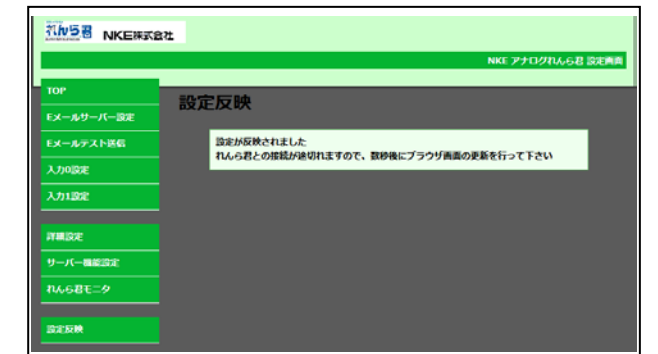 れんら君 NKE株式会社
NKE アナログれんら君 設定画面
TOP
Eメールサーバー設定
Eメールテスト送信
入力0設定
入力1設定
詳細設定
サーバー機能設定
れんら君モニタ
設定反映
設定反映
設定が反映されました
れんら君との接続が途切れますので、数秒後にブラウザ画面の更新を行って下さい